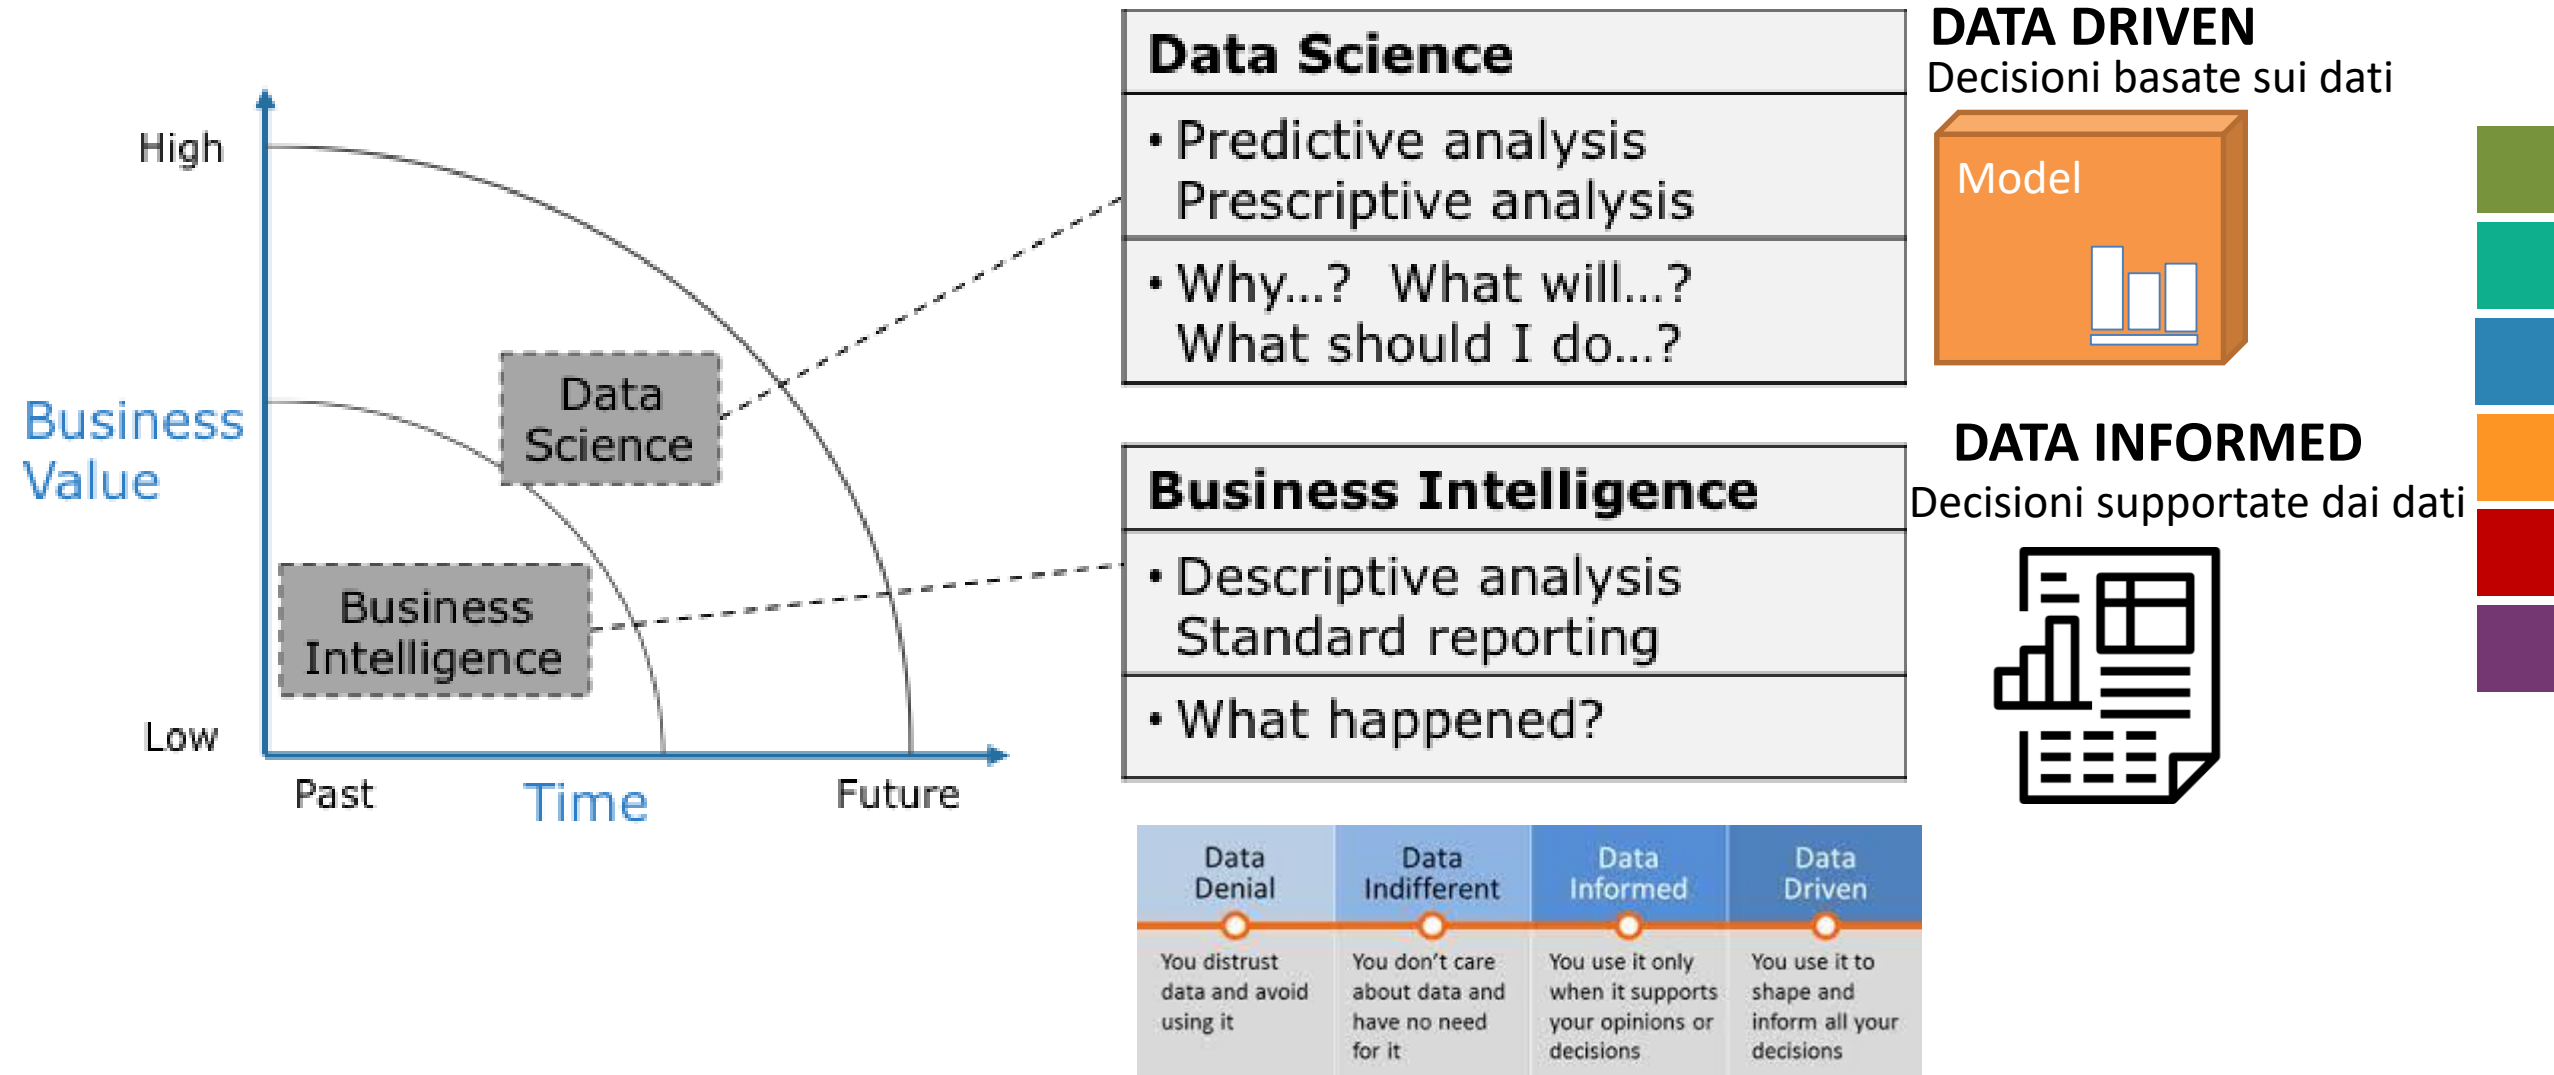 High
Business
Value
Low
Past
Time
Future
Data
Science
Business
Intelligence
Data Science
• Predictive analysis
Prescriptive analysis
• Why...? What will...?
What should I do...?
DATA DRIVEN
Decisioni basate sui dati
Model
Business Intelligence
• Descriptive analysis
Standard reporting
• What happened?
DATA INFORMED
Decisioni supportate dai dati
Data
Denial
You distrust
data and avoid
using it
Data
Indifferent
You don't care
about data and
have no need
for it
Data
Informed
You use it only
when it supports
your opinions or
decisions
Data
Driven
You use it to
shape and
inform all your
decisions